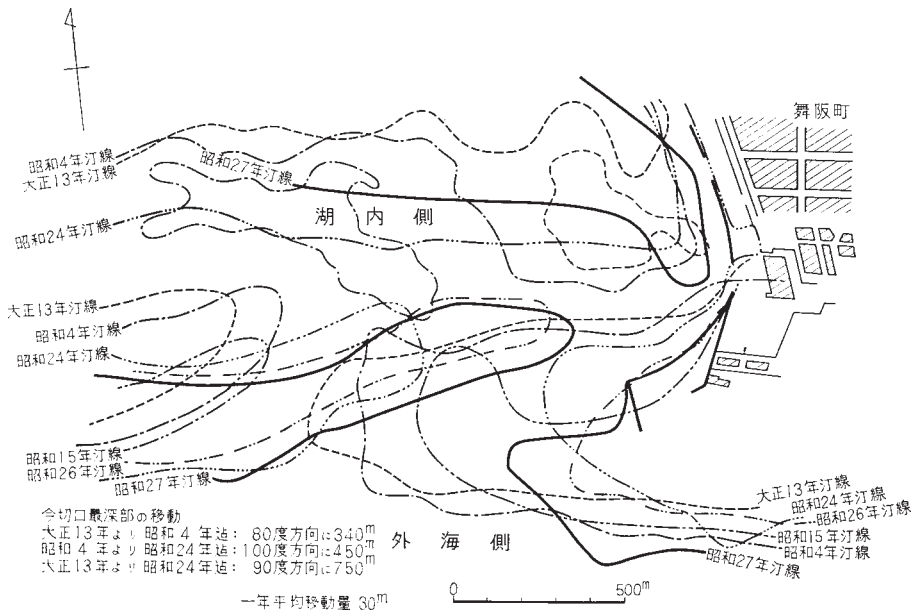 舞阪町
昭和4年汀線
大正13年汀線
昭和27年汀線
湖内側
昭和24年汀線
大正13年汀線
昭和4年汀線
昭和24年汀線
昭和15年汀線
昭和26年汀線
昭和27年汀線
大正13年汀線
昭和24年汀線
昭和26年汀線
昭和15年汀線
昭和4年汀線
昭和27年汀線
今切口最深部の移動
大正13年より昭和4年迄:80度方向に340m
昭和4年より昭和24年迄:100度方向に450m
大正13年より昭和24年迄:90度方向に750m
外海側
一年平均移動量 30m
0 500m